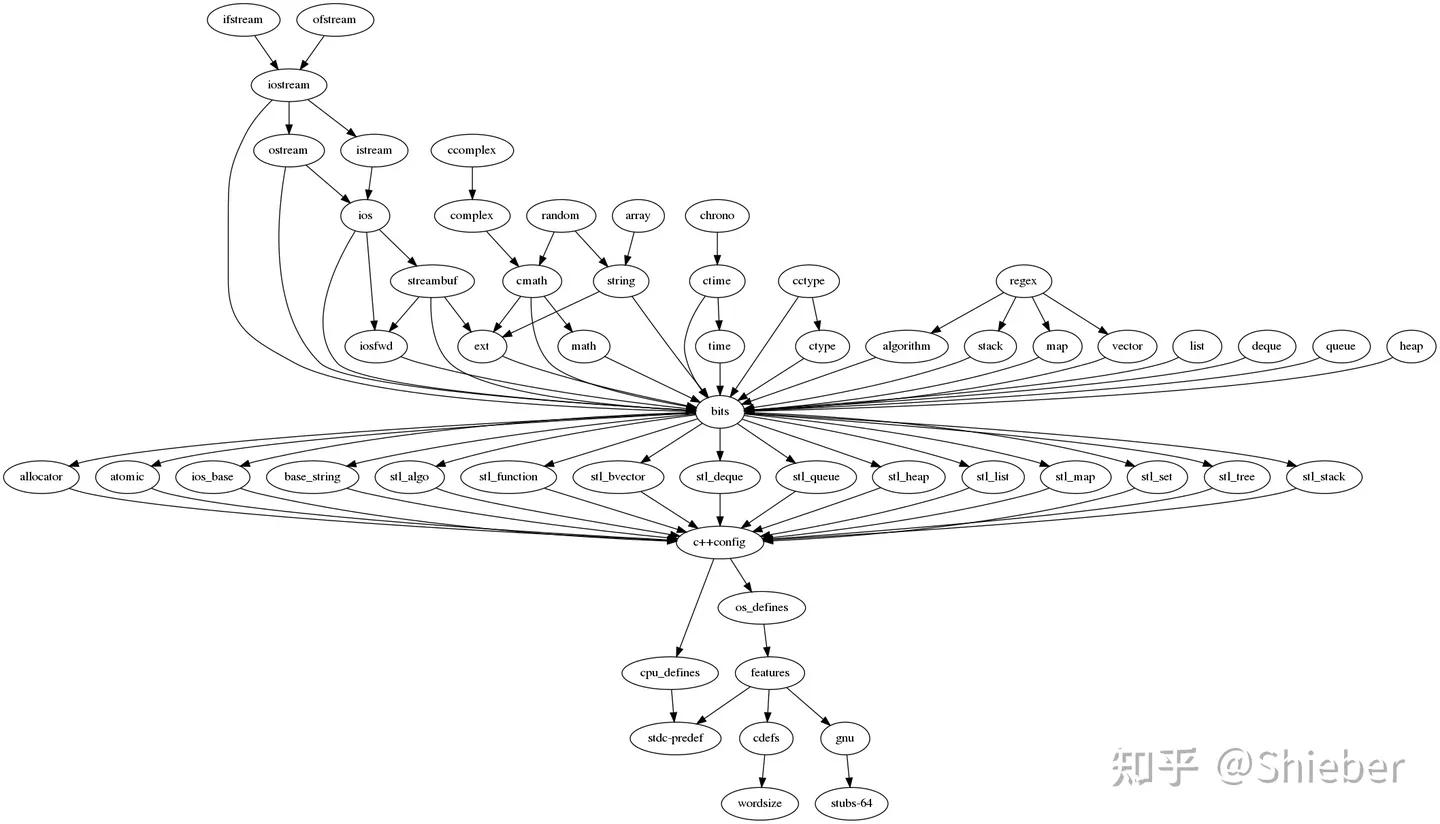 ifstream ofstream
iostream
ostream istream ccomplex
ios complex random array chrono
streambuf cmath string ctime cctype regex
iosfwd ext math time ctype algorithm stack map vector list deque queue heap
bits
allocator atomic ios_base base_string stl_algo stl_function stl_bvector stl_deque stl_queue stl_heap stl_list stl_map stl_set stl_tree stl_stack
c++config
os_defines
cpu_defines features
stdc-predef cdefs gnu
知乎 @Shieber
wordsize stubs-64